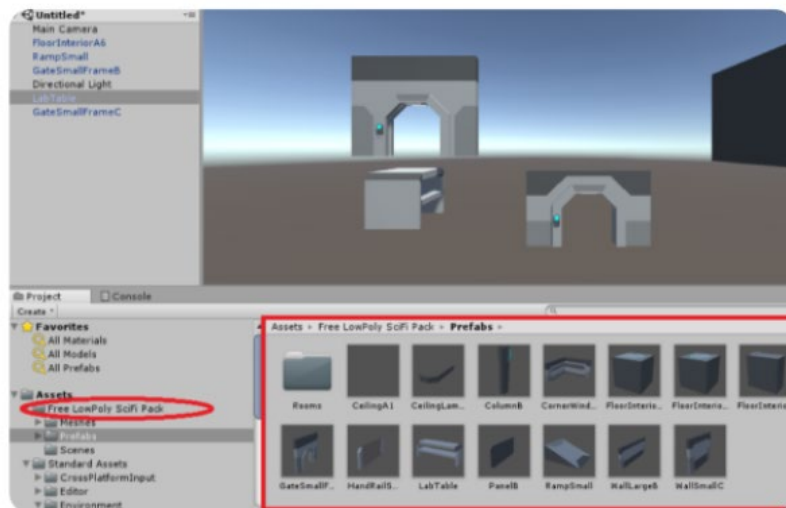 Untitled*
Main Camera
FloorInteriorA6
RampSmall
GateSmallFrameB
Directional Light
LabTable
GateSmallFrameC
Project Console
Create
Favorites
All Materials
All Models
All Prefabs
Assets
Free LowPoly SciFi Pack
Meshes
Prefabs
Scenes
Standard Assets
CrossPlatformInput
Editor
Environment
Assets Free LowPoly SciFi Pack Prefabs
Rooms CeilingA1 CeilingLam... ColumnB CornerWind... FloorInterio... FloorInterio... FloorInterio
GateSmallF... HandRailS... LabTable PanelB RampSmall WallLargeB WallSmallC